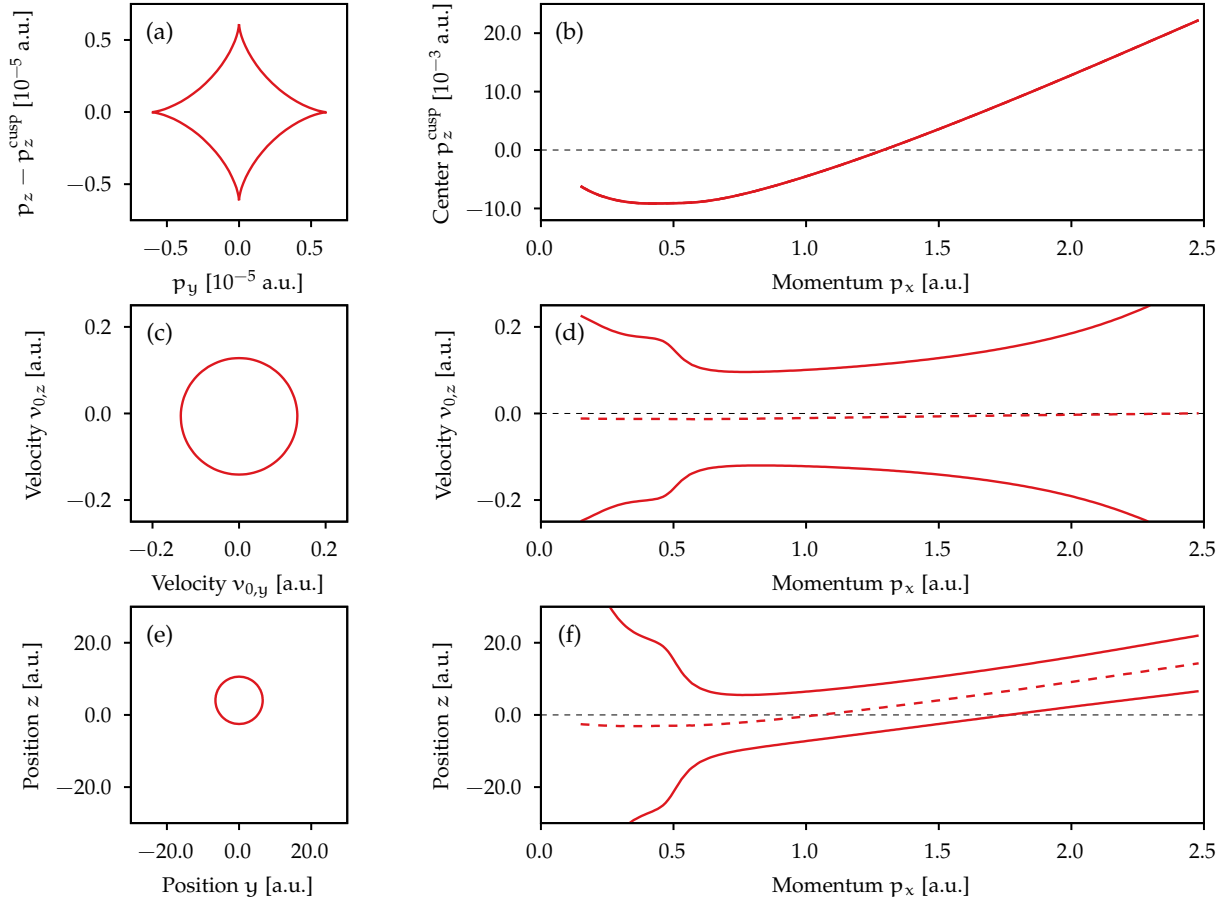 (a)
p_z − p_z^cusp [10⁻⁵ a.u.]
0.5
0.0
−0.5
−0.5 0.0 0.5
p_y [10⁻⁵ a.u.]
(b)
Center p_z^cusp [10⁻³ a.u.]
20.0
10.0
0.0
−10.0
0.0 0.5 1.0 1.5 2.0 2.5
Momentum p_x [a.u.]
(c)
Velocity v_0,z [a.u.]
0.2
0.0
−0.2
−0.2 0.0 0.2
Velocity v_0,y [a.u.]
(d)
Velocity v_0,z [a.u.]
0.2
0.0
−0.2
0.0 0.5 1.0 1.5 2.0 2.5
Momentum p_x [a.u.]
(e)
Position z [a.u.]
20.0
0.0
−20.0
−20.0 0.0 20.0
Position y [a.u.]
(f)
Position z [a.u.]
20.0
0.0
−20.0
0.0 0.5 1.0 1.5 2.0 2.5
Momentum p_x [a.u.]